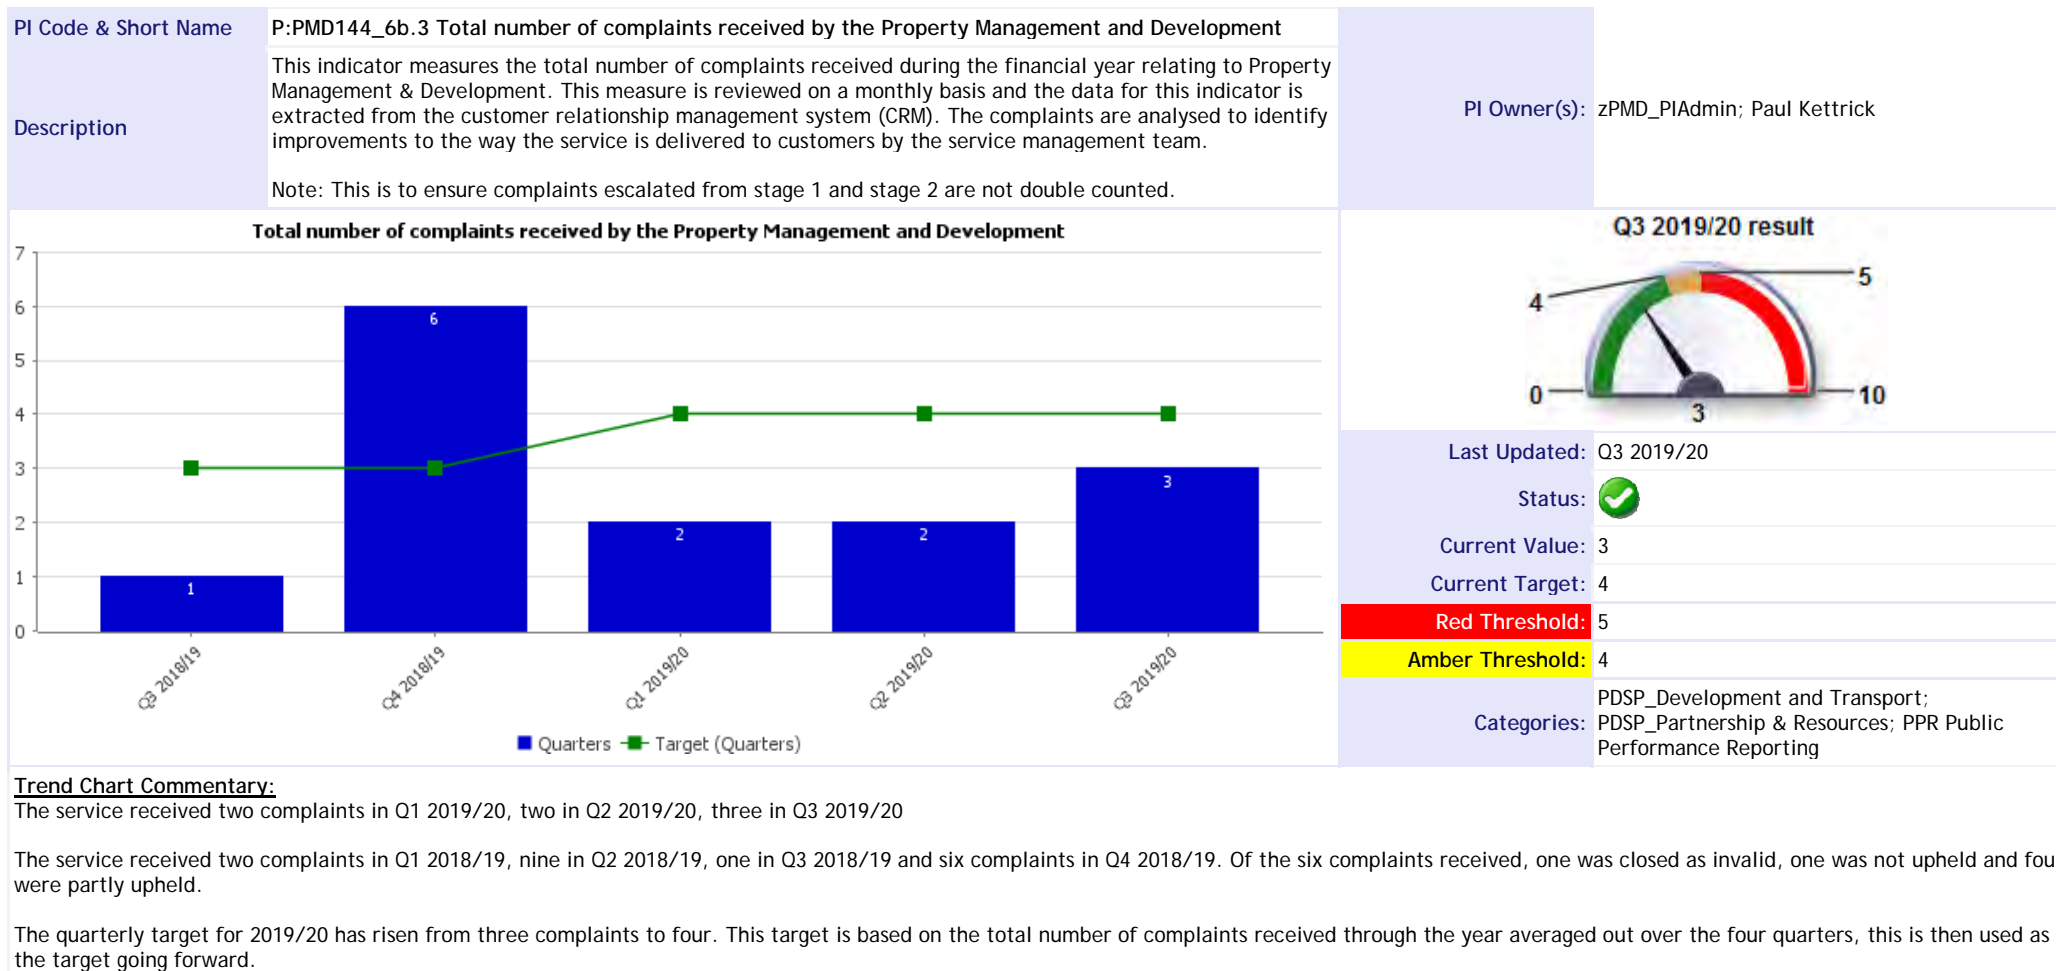 PI Code & Short Name
P:PMD144_6b.3 Total number of complaints received by the Property Management and Development
Description
This indicator measures the total number of complaints received during the financial year relating to Property
Management & Development. This measure is reviewed on a monthly basis and the data for this indicator is
extracted from the customer relationship management system (CRM). The complaints are analysed to identify
improvements to the way the service is delivered to customers by the service management team.
Note: This is to ensure complaints escalated from stage 1 and stage 2 are not double counted.
PI Owner(s):
zPMD_PIAdmin; Paul Kettrick
Total number of complaints received by the Property Management and Development
7
6
5
4
3
2
1
0
1
6
2
2
3
Q3 2018/19
Q4 2018/19
Q1 2019/20
Q2 2019/20
Q3 2019/20
Quarters
Target (Quarters)
Q3 2019/20 result
4
5
0
10
3
Last Updated: Q3 2019/20
Status:
Current Value: 3
Current Target: 4
Red Threshold: 5
Amber Threshold: 4
Categories:
PDSP_Development and Transport;
PDSP_Partnership & Resources; PPR Public
Performance Reporting
Trend Chart Commentary:
The service received two complaints in Q1 2019/20, two in Q2 2019/20, three in Q3 2019/20
The service received two complaints in Q1 2018/19, nine in Q2 2018/19, one in Q3 2018/19 and six complaints in Q4 2018/19. Of the six complaints received, one was closed as invalid, one was not upheld and fou
were partly upheld.
The quarterly target for 2019/20 has risen from three complaints to four. This target is based on the total number of complaints received through the year averaged out over the four quarters, this is then used as
the target going forward.